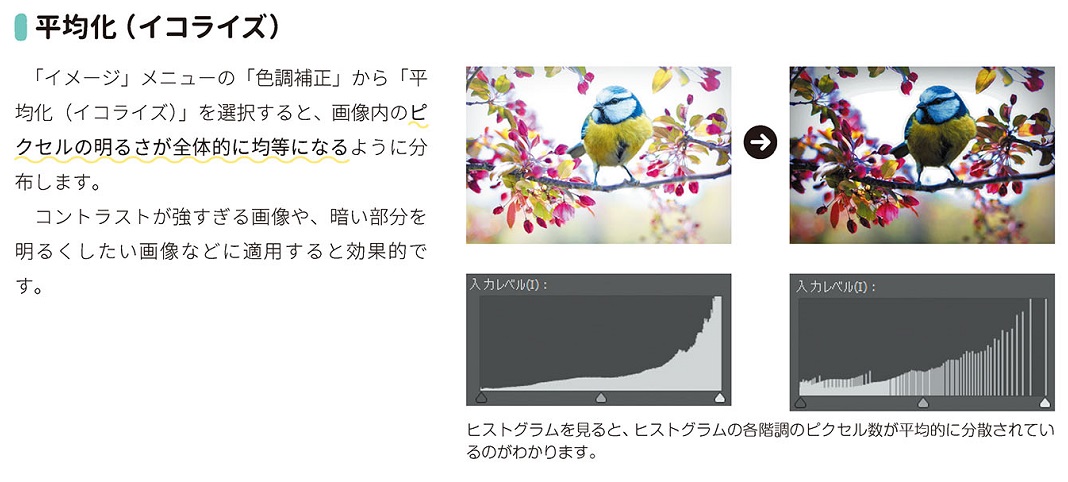 平均化（イコライズ）
「イメージ」メニューの「色調補正」から「平
均化（イコライズ）」を選択すると、画像内のピ
クセルの明るさが全体的に均等になるように分
布します。
コントラストが強すぎる画像や、暗い部分を
明るくしたい画像などに適用すると効果的で
す。
入力レベル(I)：
入力レベル(I)：
ヒストグラムを見ると、ヒストグラムの各階調のピクセル数が平均的に分散されてい
るのがわかります。